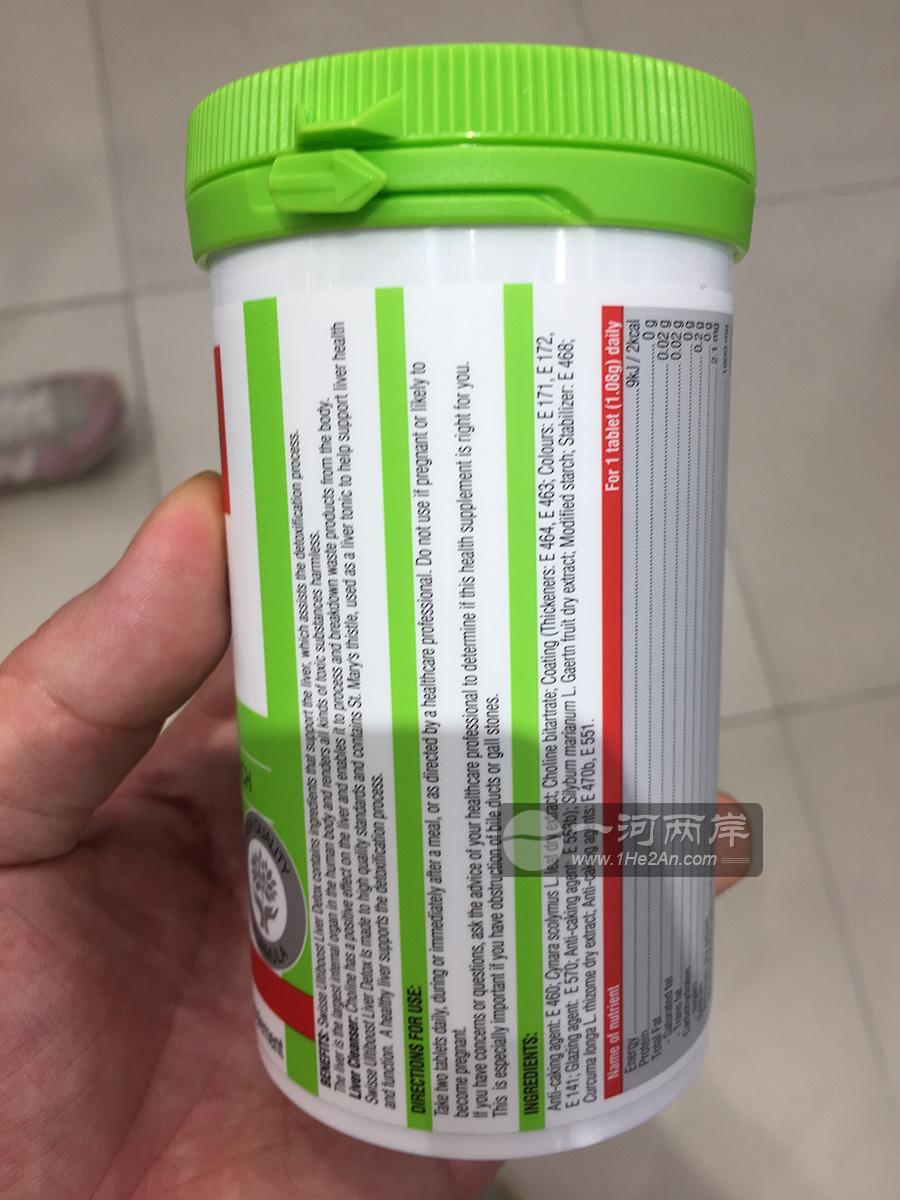 BENEFITS: Swisse Ultiboost Liver Detox contains ingredients that support the liver, which assists the detoxification process.
The liver is the largest internal organ in the human body and renders all kinds of toxic substances harmless.
Liver Cleanser: Choline has a positive effect on the liver and enables it to process and breakdown waste products from the body.
Swisse Ultiboost Liver Detox is made to high quality standards and contains St. Mary's thistle, used as a liver tonic to help support liver health
and function. A healthy liver supports the detoxification process.
DIRECTIONS FOR USE:
Take two tablets daily, during or immediately after a meal, or as directed by a healthcare professional. Do not use if pregnant or likely to
become pregnant.
If you have concerns or questions, ask the advice of your healthcare professional to determine if this health supplement is right for you.
This is especially important if you have obstruction of bile ducts or gall stones.
INGREDIENTS:
Anti-caking agent: E 460; Cynara scolymus L. leaf dry extract; Choline bitartrate; Coating (Thickeners: E 464, E 463; Colours: E 171, E 172,
E 141; Glazing agent: E 570; Anti-caking agent: E 553b); Silybum marianum L. Gaerth fruit dry extract; Modified starch; Stabilizer: E 468;
Curcuma longa L. rhizome dry extract; Anti-caking agents: E 470b, E 551.
Name of nutrient For 1 tablet (1.08g) daily
Energy 9kJ / 2kcal
Protein 0 g
Total Fat 0.02 g
- Saturated fat 0.02 g
- Trans fat 0 g
0.2 g
0 g
2.1 mg
QUALITY
一河两岸
www.1He2An.com